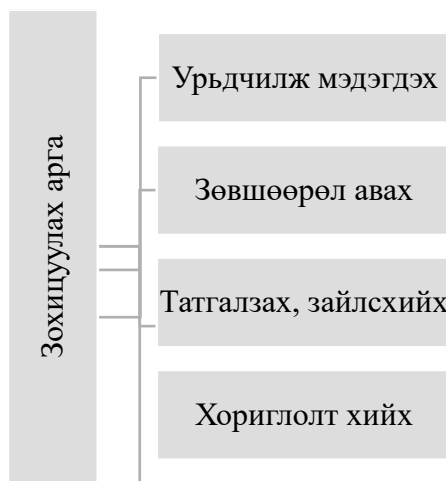 Зохицуулах арга
Урьдчилж мэдэгдэх
Зөвшөөрөл авах
Татгалзах, зайлсхийх
Хориглолт хийх